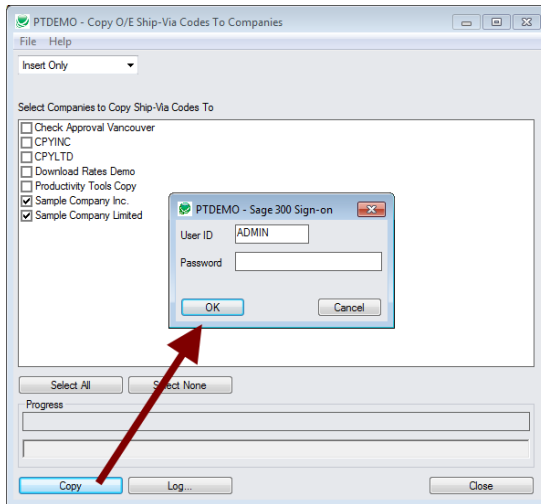 PTDEMO - Copy O/E Ship-Via Codes To Companies
File Help
Insert Only
Select Companies to Copy Ship-Via Codes To
Check Approval Vancouver
CPYINC
CPYLTD
Download Rates Demo
Productivity Tools Copy
Sample Company Inc.
Sample Company Limited
PTDEMO - Sage 300 Sign-on
User ID ADMIN
Password
OK Cancel
Select All Select None
Progress
Copy Log... Close